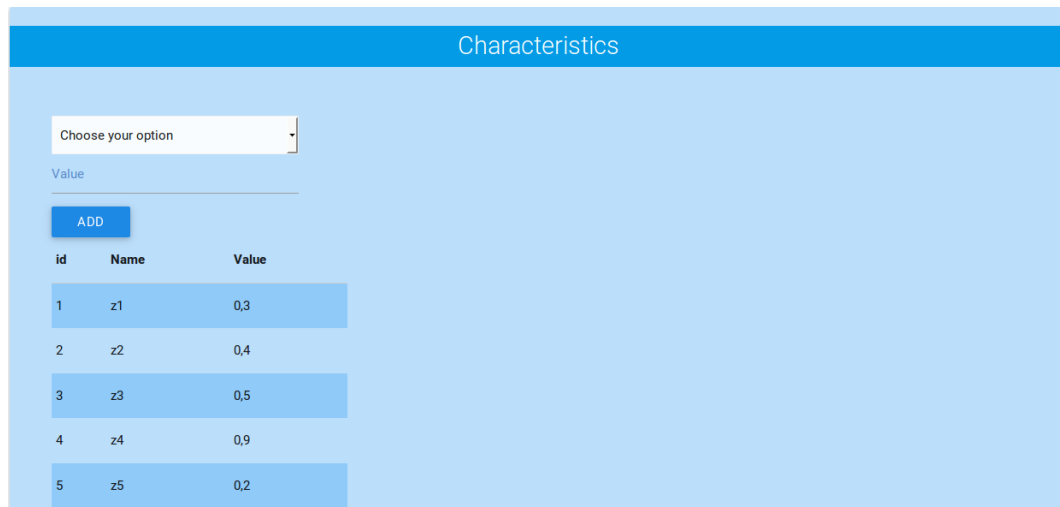 Characteristics
Choose your option
Value
ADD
id Name Value
1 z1 0,3
2 z2 0,4
3 z3 0,5
4 z4 0,9
5 z5 0,2